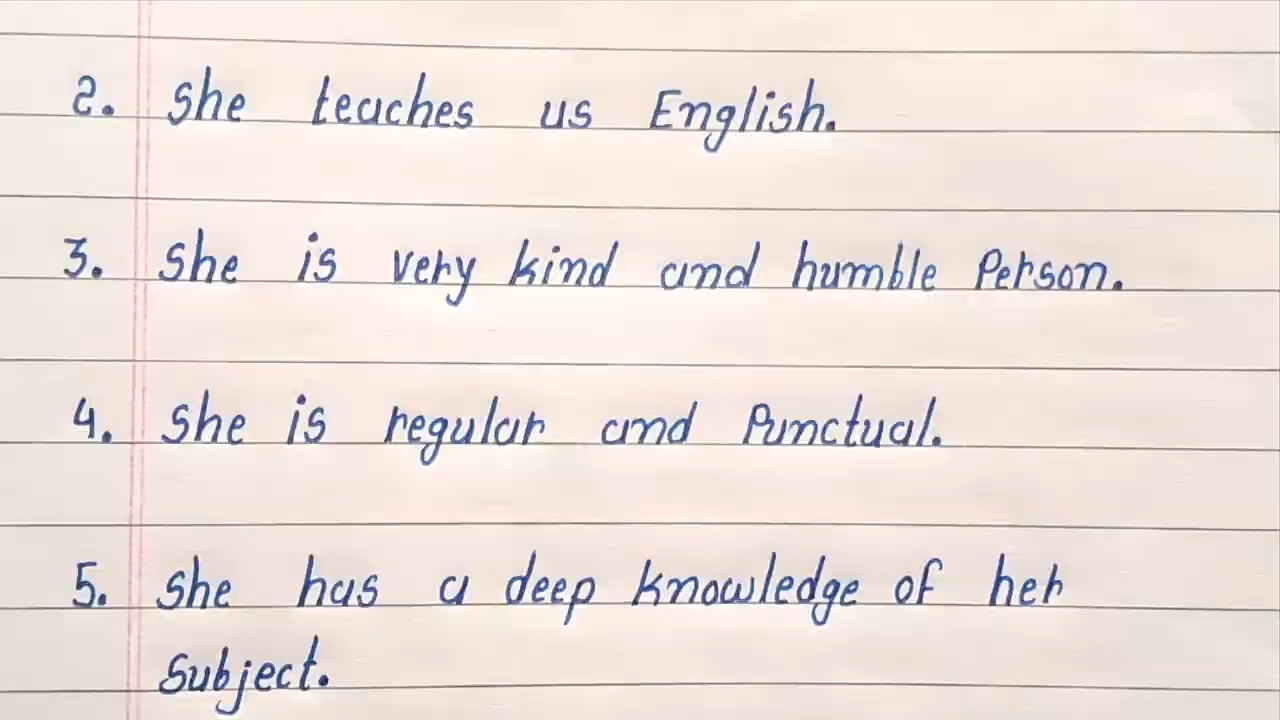 2. She teaches us English.
3. She is very kind and humble Person.
4. She is regular and Punctual.
5. She has a deep knowledge of her
Subject.